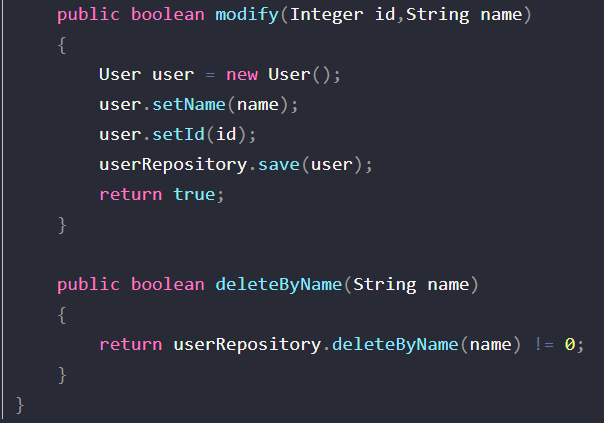 public boolean modify(Integer id,String name)
{
User user = new User();
user.setName(name);
user.setId(id);
userRepository.save(user);
return true;
}
public boolean deleteByName(String name)
{
return userRepository.deleteByName(name) != 0;
}
}